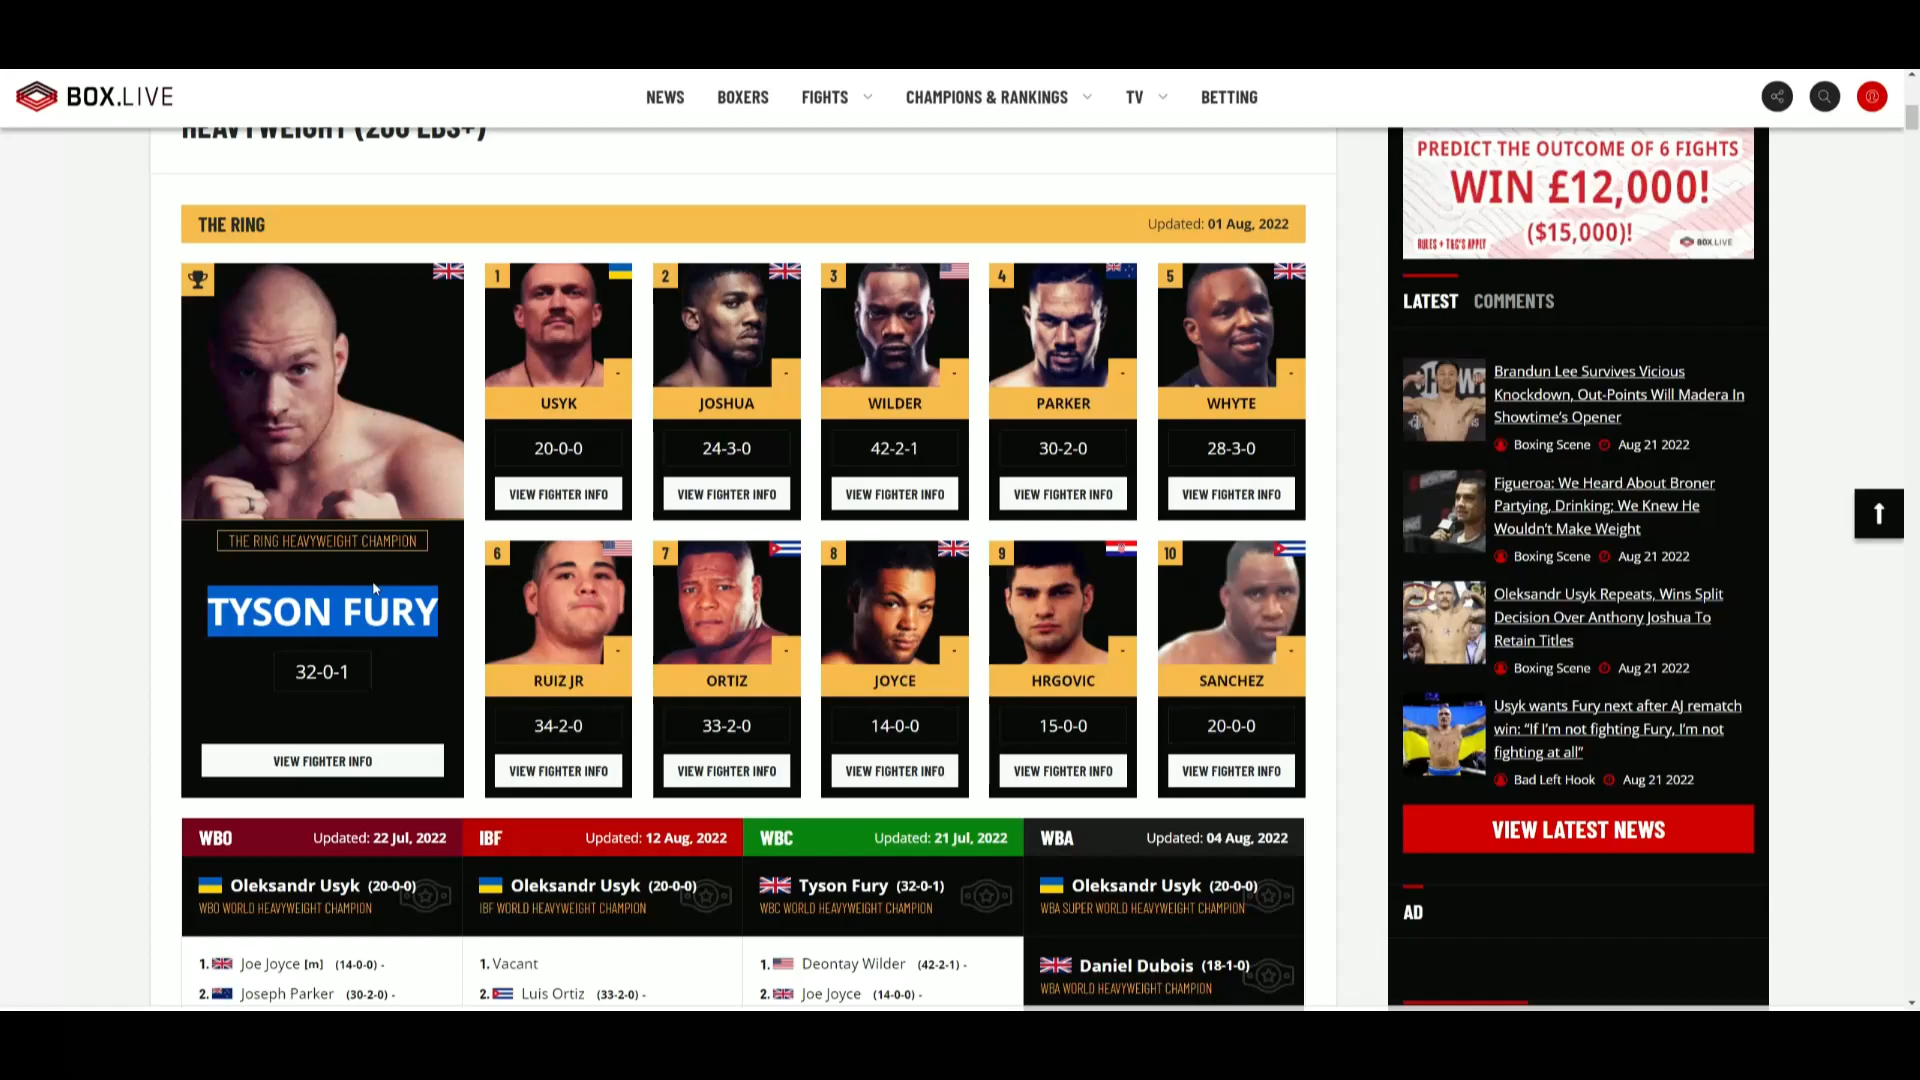 BOX.LIVE
NEWS
BOXERS
FIGHTS
CHAMPIONS & RANKINGS
TV
BETTING
HEAVYWEIGHT (200 LBS+)
THE RING
Updated: 01 Aug, 2022
THE RING HEAVYWEIGHT CHAMPION
TYSON FURY
32-0-1
VIEW FIGHTER INFO
1
2
3
4
5
-
-
-
-
-
USYK
JOSHUA
WILDER
PARKER
WHYTE
20-0-0
24-3-0
42-2-1
30-2-0
28-3-0
VIEW FIGHTER INFO
VIEW FIGHTER INFO
VIEW FIGHTER INFO
VIEW FIGHTER INFO
VIEW FIGHTER INFO
6
7
8
9
10
-
-
-
-
-
RUIZ JR
ORTIZ
JOYCE
HRGOVIC
SANCHEZ
34-2-0
33-2-0
14-0-0
15-0-0
20-0-0
VIEW FIGHTER INFO
VIEW FIGHTER INFO
VIEW FIGHTER INFO
VIEW FIGHTER INFO
VIEW FIGHTER INFO
WBO
Updated: 22 Jul, 2022
Oleksandr Usyk (20-0-0)
WBO WORLD HEAVYWEIGHT CHAMPION
1. Joe Joyce [m] (14-0-0) -
2. Joseph Parker (30-2-0) -
IBF
Updated: 12 Aug, 2022
Oleksandr Usyk (20-0-0)
IBF WORLD HEAVYWEIGHT CHAMPION
1. Vacant
2. Luis Ortiz (33-2-0) -
WBC
Updated: 21 Jul, 2022
Tyson Fury (32-0-1)
WBC WORLD HEAVYWEIGHT CHAMPION
1. Deontay Wilder (42-2-1) -
2. Joe Joyce (14-0-0) -
WBA
Updated: 04 Aug, 2022
Oleksandr Usyk (20-0-0)
WBA SUPER WORLD HEAVYWEIGHT CHAMPION
Daniel Dubois (18-1-0)
WBA WORLD HEAVYWEIGHT CHAMPION
PREDICT THE OUTCOME OF 6 FIGHTS
WIN £12,000!
($15,000)!
RULES + T&C'S APPLY
BOX.LIVE
LATEST
COMMENTS
Brandun Lee Survives Vicious
Knockdown, Out-Points Will Madera In
Showtime's Opener
Boxing Scene Aug 21 2022
Figueroa: We Heard About Broner
Partying, Drinking; We Knew He
Wouldn't Make Weight
Boxing Scene Aug 21 2022
Oleksandr Usyk Repeats, Wins Split
Decision Over Anthony Joshua To
Retain Titles
Boxing Scene Aug 21 2022
Usyk wants Fury next after AJ rematch
win: "If I'm not fighting Fury, I'm not
fighting at all"
Bad Left Hook Aug 21 2022
VIEW LATEST NEWS
AD